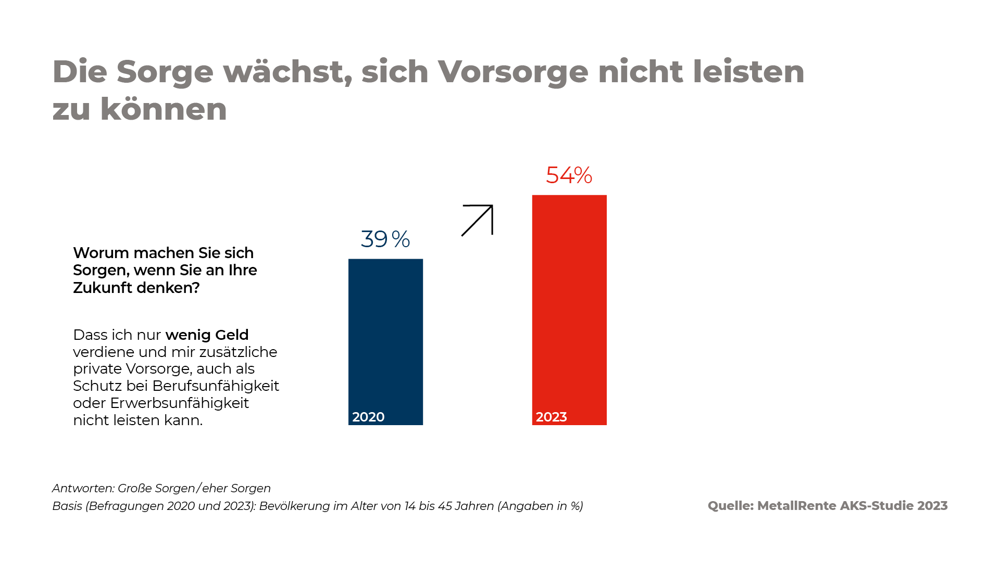 Die Sorge wächst, sich Vorsorge nicht leisten
zu können
Worum machen Sie sich
Sorgen, wenn Sie an Ihre
Zukunft denken?
Dass ich nur wenig Geld
verdiene und mir zusätzliche
private Vorsorge, auch als
Schutz bei Berufsunfähigkeit
oder Erwerbsunfähigkeit
nicht leisten kann.
39 %
2020
54%
2023
Antworten: Große Sorgen/eher Sorgen
Basis (Befragungen 2020 und 2023): Bevölkerung im Alter von 14 bis 45 Jahren (Angaben in %)
Quelle: MetallRente AKS-Studie 2023